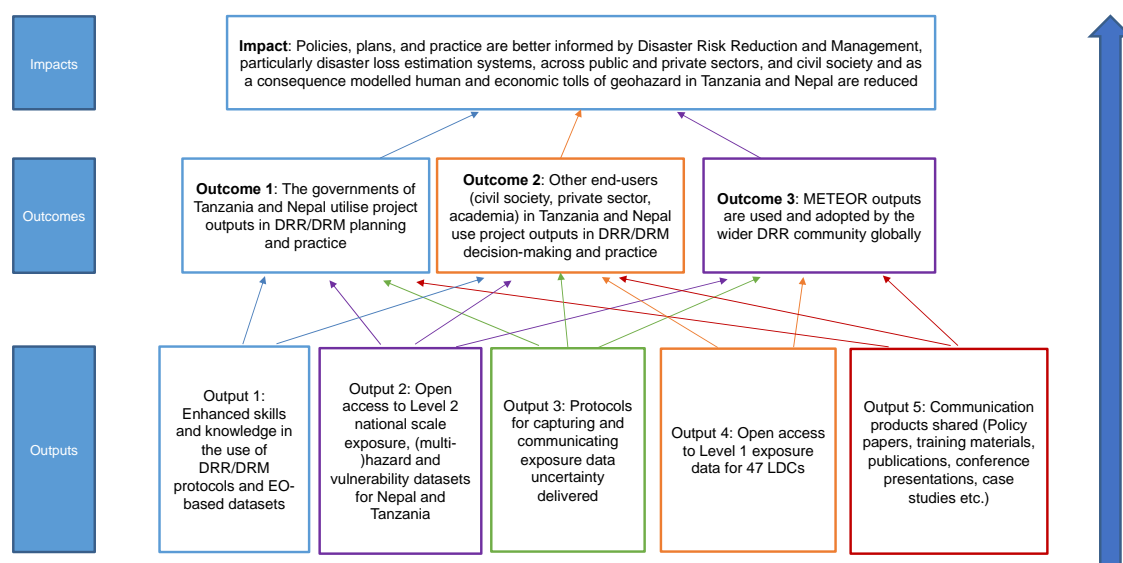 Impacts
Impact: Policies, plans, and practice are better informed by Disaster Risk Reduction and Management,
particularly disaster loss estimation systems, across public and private sectors, and civil society and as
a consequence modelled human and economic tolls of geohazard in Tanzania and Nepal are reduced
Outcomes
Outcome 1: The governments of
Tanzania and Nepal utilise project
outputs in DRR/DRM planning
and practice
Outcome 2: Other end-users
(civil society, private sector,
academia) in Tanzania and Nepal
use project outputs in DRR/DRM
decision-making and practice
Outcome 3: METEOR outputs
are used and adopted by the
wider DRR community globally
Outputs
Output 1:
Enhanced skills
and knowledge in
the use of
DRR/DRM
protocols and EO-
based datasets
Output 2: Open
access to Level 2
national scale
exposure, (multi-
)hazard and
vulnerability datasets
for Nepal and
Tanzania
Output 3: Protocols
for capturing and
communicating
exposure data
uncertainty
delivered
Output 4: Open access
to Level 1 exposure
data for 47 LDCs
Output 5: Communication
products shared (Policy
papers, training materials,
publications, conference
presentations, case
studies etc.)